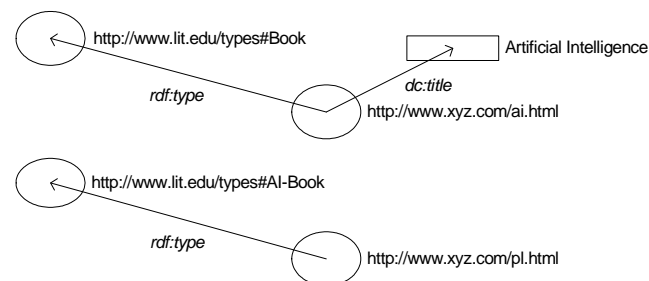 http://www.lit.edu/types#Book
Artificial Intelligence
rdf:type
dc:title
http://www.xyz.com/ai.html
http://www.lit.edu/types#AI-Book
rdf:type
http://www.xyz.com/pl.html